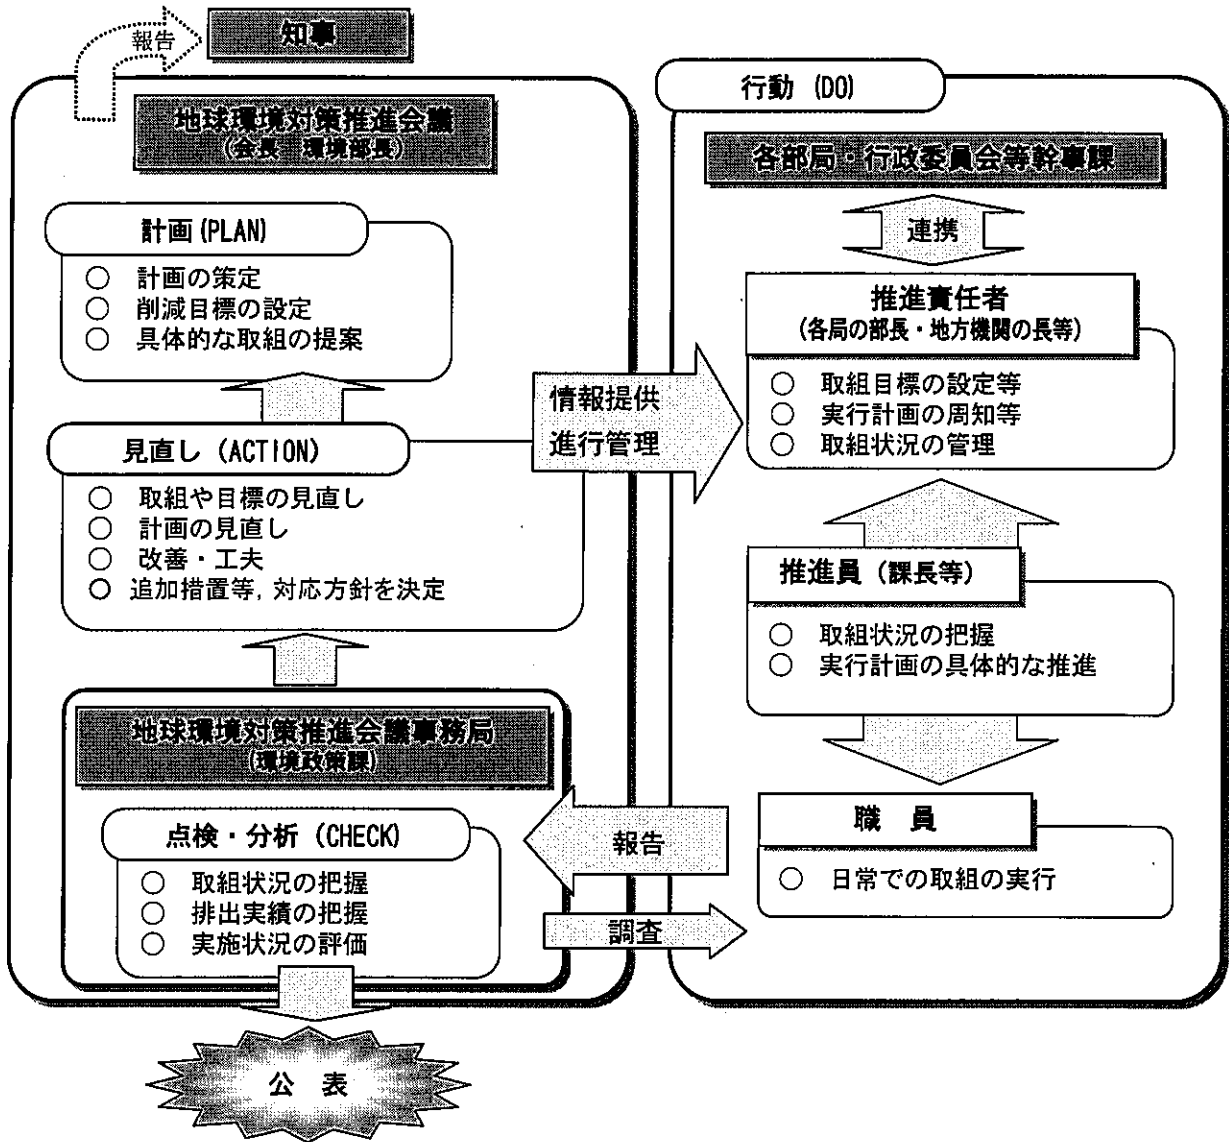 報告
知事
地球環境対策推進会議
(会長 環境部長)
計画(PLAN)
○ 計画の策定
○ 削減目標の設定
○ 具体的な取組の提案
見直し(ACTION)
○ 取組や目標の見直し
○ 計画の見直し
○ 改善・工夫
○ 追加措置等,対応方針を決定
地球環境対策推進会議事務局
(環境政策課)
点検・分析(CHECK)
○ 取組状況の把握
○ 排出実績の把握
○ 実施状況の評価
公 表
情報提供
進行管理
報告
調査
行動(DO)
各部局・行政委員会等幹事課
連携
推進責任者
(各局の部長・地方機関の長等)
○ 取組目標の設定等
○ 実行計画の周知等
○ 取組状況の管理
推進員(課長等)
○ 取組状況の把握
○ 実行計画の具体的な推進
職 員
○ 日常での取組の実行